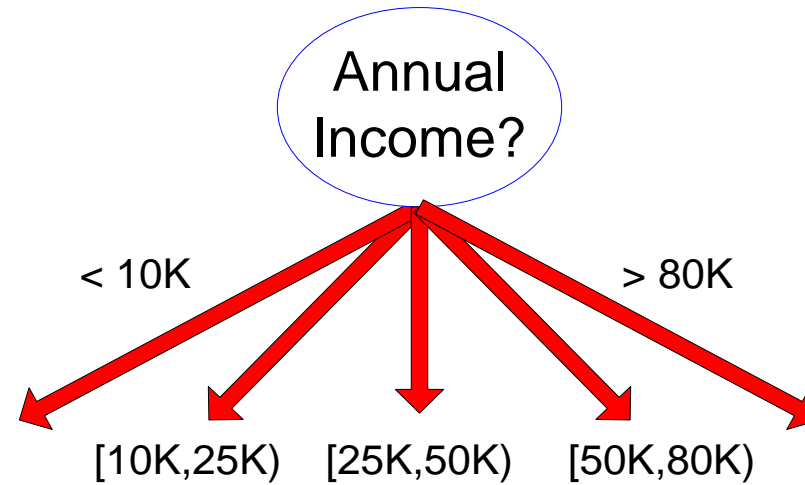 Annual
Income?
< 10K
> 80K
[10K,25K)
[25K,50K)
[50K,80K)